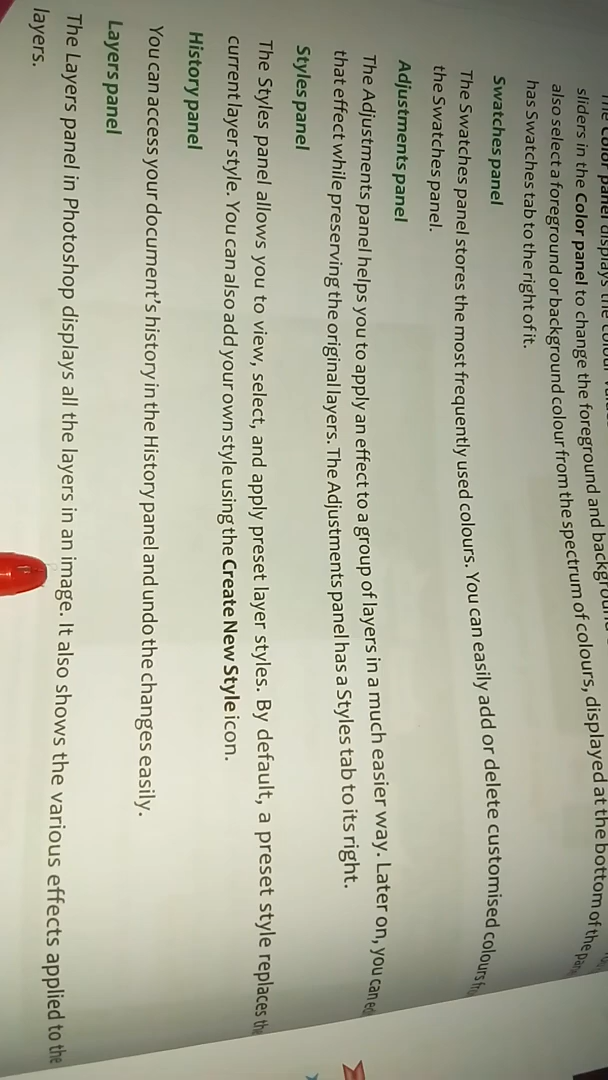 The Color panel displays the colour
sliders in the Color panel to change the foreground and background
also select a foreground or background colour from the spectrum of colours, displayed at the bottom of the
has Swatches tab to the right of it.
Swatches panel
The Swatches panel stores the most frequently used colours. You can easily add or delete customised colours
the Swatches panel.
Adjustments panel
The Adjustments panel helps you to apply an effect to a group of layers in a much easier way. Later on, you can
that effect while preserving the original layers. The Adjustments panel has a Styles tab to its right.
Styles panel
The Styles panel allows you to view, select, and apply preset layer styles. By default, a preset style replaces
current layer style. You can also add your own style using the Create New Style icon.
History panel
You can access your document's history in the History panel and undo the changes easily.
Layers panel
The Layers panel in Photoshop displays all the layers in an image. It also shows the various effects applied to the
layers.